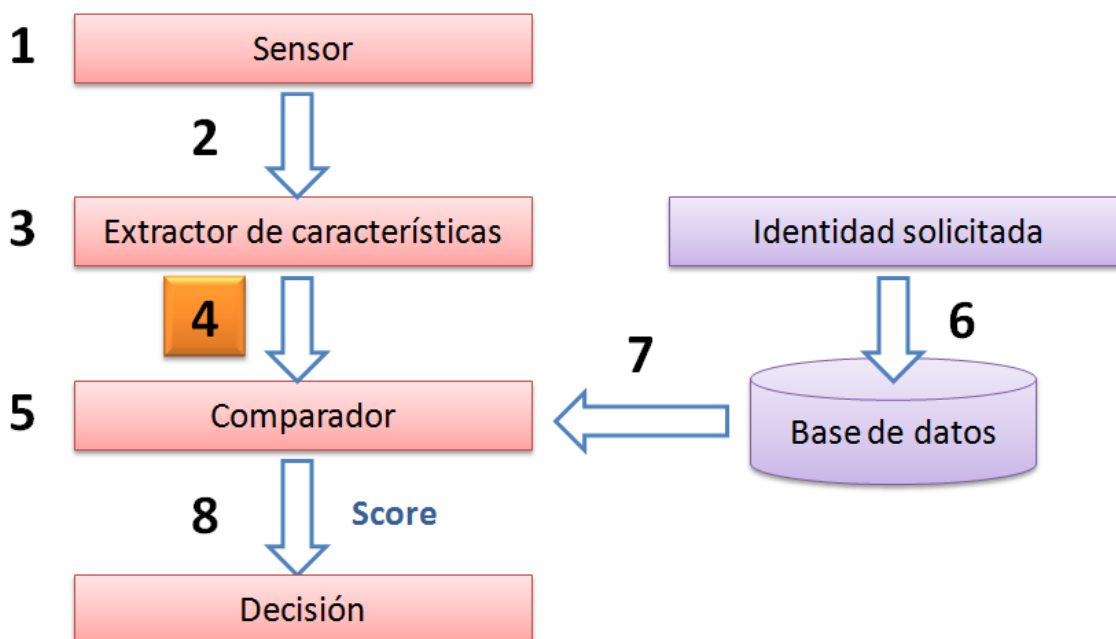 1
Sensor
2
3
Extractor de características
Identidad solicitada
4
6
7
5
Comparador
Base de datos
8
Score
Decisión